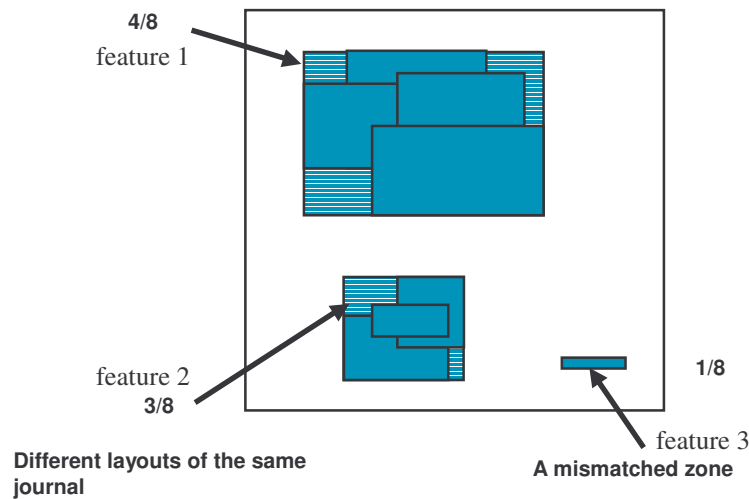 4/8
feature 1
feature 2
3/8
1/8
feature 3
A mismatched zone
Different layouts of the same
journal